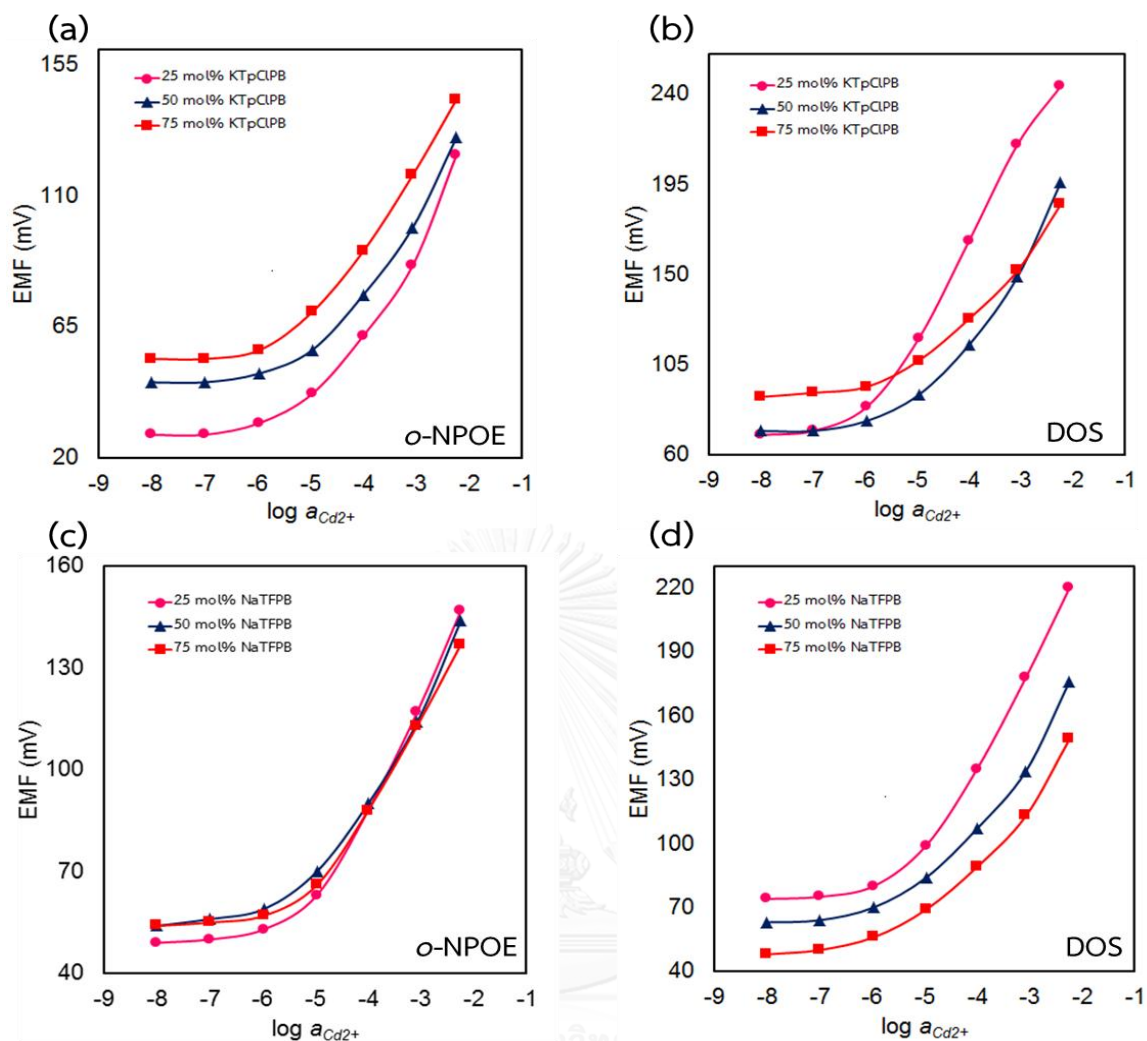 (a)
155
110
65
20
EMF (mV)
25 mol% KTpClPB
50 mol% KTpClPB
75 mol% KTpClPB
o-NPOE
-9 -8 -7 -6 -5 -4 -3 -2 -1
log aCd2+
(b)
240
195
150
105
60
EMF (mV)
25 mol% KTpClPB
50 mol% KTpClPB
75 mol% KTpClPB
DOS
-9 -8 -7 -6 -5 -4 -3 -2 -1
log aCd2+
(c)
160
130
100
70
40
EMF (mV)
25 mol% NaTFPB
50 mol% NaTFPB
75 mol% NaTFPB
o-NPOE
-9 -8 -7 -6 -5 -4 -3 -2 -1
log aCd2+
(d)
220
190
160
130
100
70
40
EMF (mV)
25 mol% NaTFPB
50 mol% NaTFPB
75 mol% NaTFPB
DOS
-9 -8 -7 -6 -5 -4 -3 -2 -1
log aCd2+